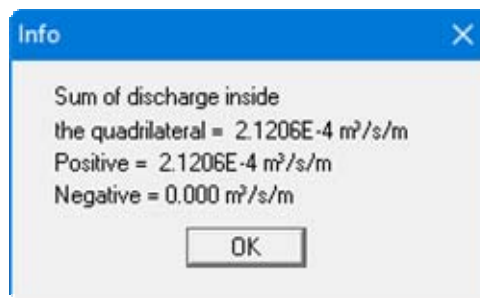 Info
Sum of discharge inside
the quadrilateral = 2.1206E-4 m³/s/m
Positive = 2.1206E-4 m³/s/m
Negative = 0.000 m³/s/m
OK